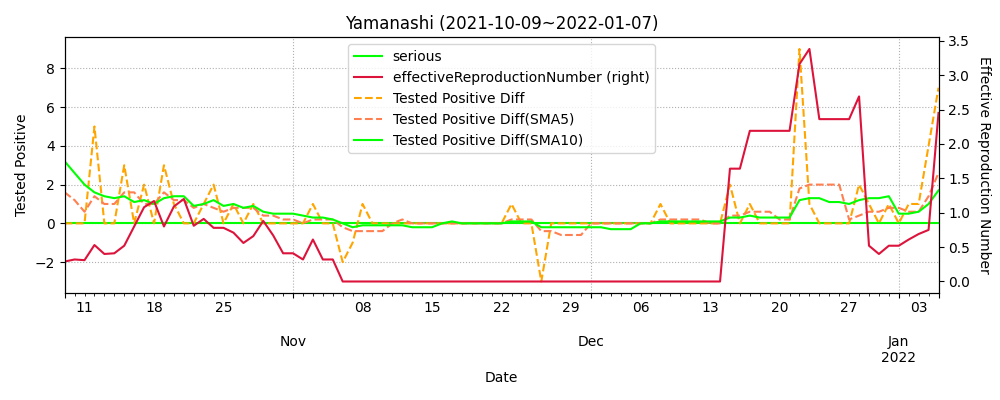 Yamanashi (2021-10-09~2022-01-07)
serious
effectiveReproductionNumber (right)
Tested Positive Diff
Tested Positive Diff(SMA5)
Tested Positive Diff(SMA10)
Tested Positive
8
6
4
2
0
−2
Effective Reproduction Number
3.5
3.0
2.5
2.0
1.5
1.0
0.5
0.0
11 18 25 08 15 22 29 06 13 20 27 03
Nov Dec Jan
2022
Date